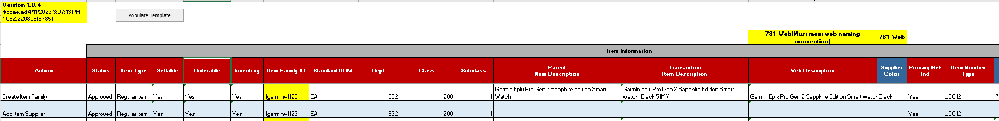 Version 1.0.4
fitzpae.ad 4/11/2023 3:07:13 PM
1.092.220805(8785)
Populate Template
781-Web(Must meet web naming
convention)
781-Web
Item Information
Action
Status
Item Type
Sellable
Orderable
Inventory
Item Family ID
Standard UOM
Dept
Class
Subclass
Parent
Item Description
Transaction
Item Description
Web Description
Supplier
Color
Primary Ref
Ind
Item Number
Type
Create Item Family
Approved
Regular Item
Yes
Yes
Yes
1garmin41123
EA
632
1200
1
Garmin Epix Pro Gen 2 Sapphire Edition Smart
Watch
Garmin Epix Pro Gen 2 Sapphire Edition Smart
Watch Black 51MM
Garmin Epix Pro Gen 2 Sapphire Edition Smart Watch
Black
Yes
UCC12
7
Add Item Supplier
Approved
Regular Item
Yes
Yes
Yes
1garmin41123
EA
632
1200
1
Yes
UCC12